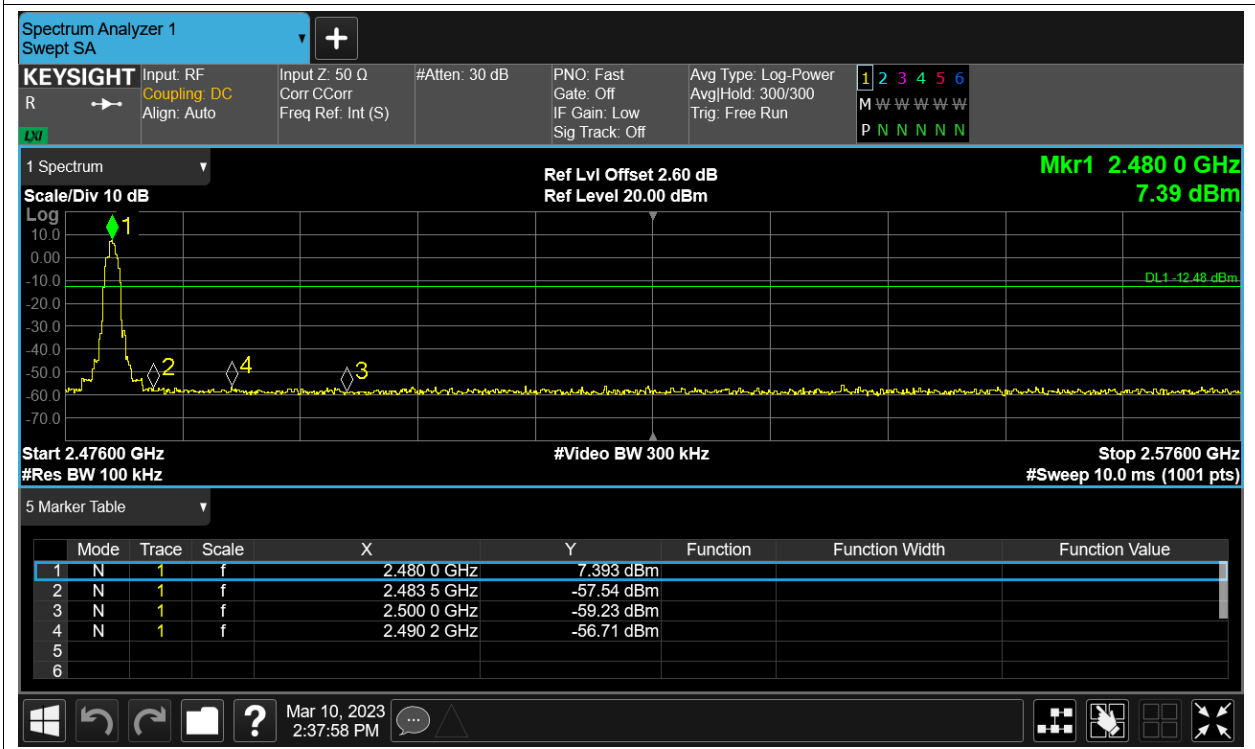 Spectrum Analyzer 1
Swept SA
KEYSIGHT
R
LXI
Input: RF
Coupling: DC
Align: Auto
Input Z: 50 Ω
Corr CCorr
Freq Ref: Int (S)
#Atten: 30 dB
PNO: Fast
Gate: Off
IF Gain: Low
Sig Track: Off
Avg Type: Log-Power
Avg|Hold: 300/300
Trig: Free Run
1 2 3 4 5 6
M W W W W W
P N N N N N
1 Spectrum
Scale/Div 10 dB
Ref Lvl Offset 2.60 dB
Ref Level 20.00 dBm
Mkr1 2.480 0 GHz
7.39 dBm
Log
10.0
0.00
-10.0
-20.0
-30.0
-40.0
-50.0
-60.0
-70.0
1
DL1 -12.48 dBm
2
4
3
Start 2.47600 GHz
#Video BW 300 kHz
Stop 2.57600 GHz
#Res BW 100 kHz
#Sweep 10.0 ms (1001 pts)
5 Marker Table
Mode Trace Scale X Y Function Function Width Function Value
1 N 1 f 2.480 0 GHz 7.393 dBm
2 N 1 f 2.483 5 GHz -57.54 dBm
3 N 1 f 2.500 0 GHz -59.23 dBm
4 N 1 f 2.490 2 GHz -56.71 dBm
5
6
Mar 10, 2023
2:37:58 PM